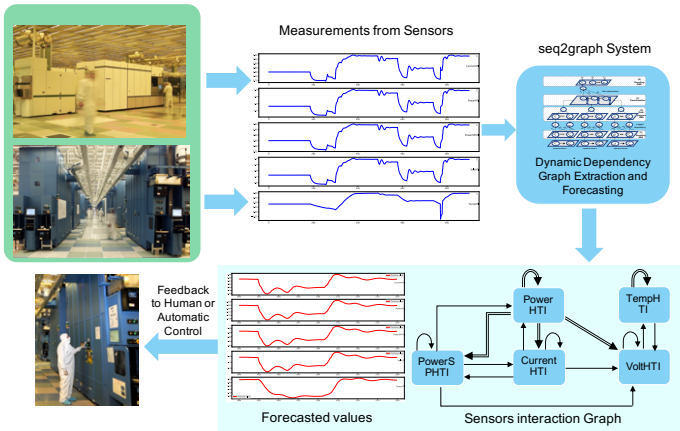 Measurements from Sensors
seq2graph System
Dynamic Dependency
Graph Extraction and
Forecasting
Feedback
to Human or
Automatic
Control
Forecasted values
Power
HTI
TempH
TI
PowerS
PHTI
Current
HTI
VoltHTI
Sensors interaction Graph